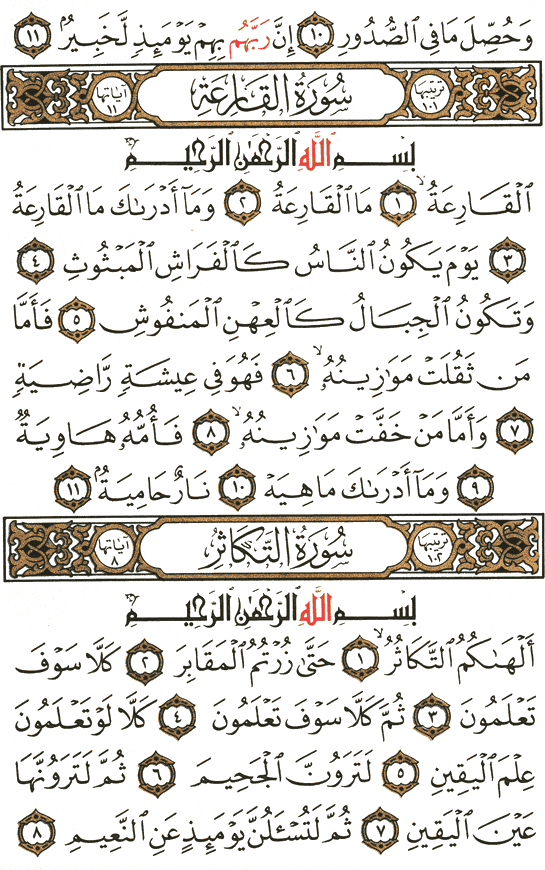 وَحُصِّلَ مَا فِي ٱلصُّدُورِ ١٠ إِنَّ رَبَّهُم بِهِمْ يَوْمَئِذٍ لَّخَبِيرٌۢ ١١
ترتيبها ١٠١ سُورَةُ ٱلْقَارِعَةِ آياتها ١١
بِسْمِ ٱللَّهِ ٱلرَّحْمَٰنِ ٱلرَّحِيمِ
ٱلْقَارِعَةُ ١ مَا ٱلْقَارِعَةُ ٢ وَمَآ أَدْرَىٰكَ مَا ٱلْقَارِعَةُ
٣ يَوْمَ يَكُونُ ٱلنَّاسُ كَٱلْفَرَاشِ ٱلْمَبْثُوثِ ٤
وَتَكُونُ ٱلْجِبَالُ كَٱلْعِهْنِ ٱلْمَنفُوشِ ٥ فَأَمَّا
مَن ثَقُلَتْ مَوَٰزِينُهُۥ ٦ فَهُوَ فِي عِيشَةٍ رَّاضِيَةٍ
٧ وَأَمَّا مَنْ خَفَّتْ مَوَٰزِينُهُۥ ٨ فَأُمُّهُۥ هَاوِيَةٌ
٩ وَمَآ أَدْرَىٰكَ مَا هِيَهْ ١٠ نَارٌ حَامِيَةٌۢ ١١
ترتيبها ١٠٢ سُورَةُ ٱلتَّكَاثُرِ آياتها ٨
بِسْمِ ٱللَّهِ ٱلرَّحْمَٰنِ ٱلرَّحِيمِ
أَلْهَىٰكُمُ ٱلتَّكَاثُرُ ١ حَتَّىٰ زُرْتُمُ ٱلْمَقَابِرَ ٢ كَلَّا سَوْفَ
تَعْلَمُونَ ٣ ثُمَّ كَلَّا سَوْفَ تَعْلَمُونَ ٤ كَلَّا لَوْ تَعْلَمُونَ
عِلْمَ ٱلْيَقِينِ ٥ لَتَرَوُنَّ ٱلْجَحِيمَ ٦ ثُمَّ لَتَرَوُنَّهَا
عَيْنَ ٱلْيَقِينِ ٧ ثُمَّ لَتُسْـَٔلُنَّ يَوْمَئِذٍ عَنِ ٱلنَّعِيمِ ٨